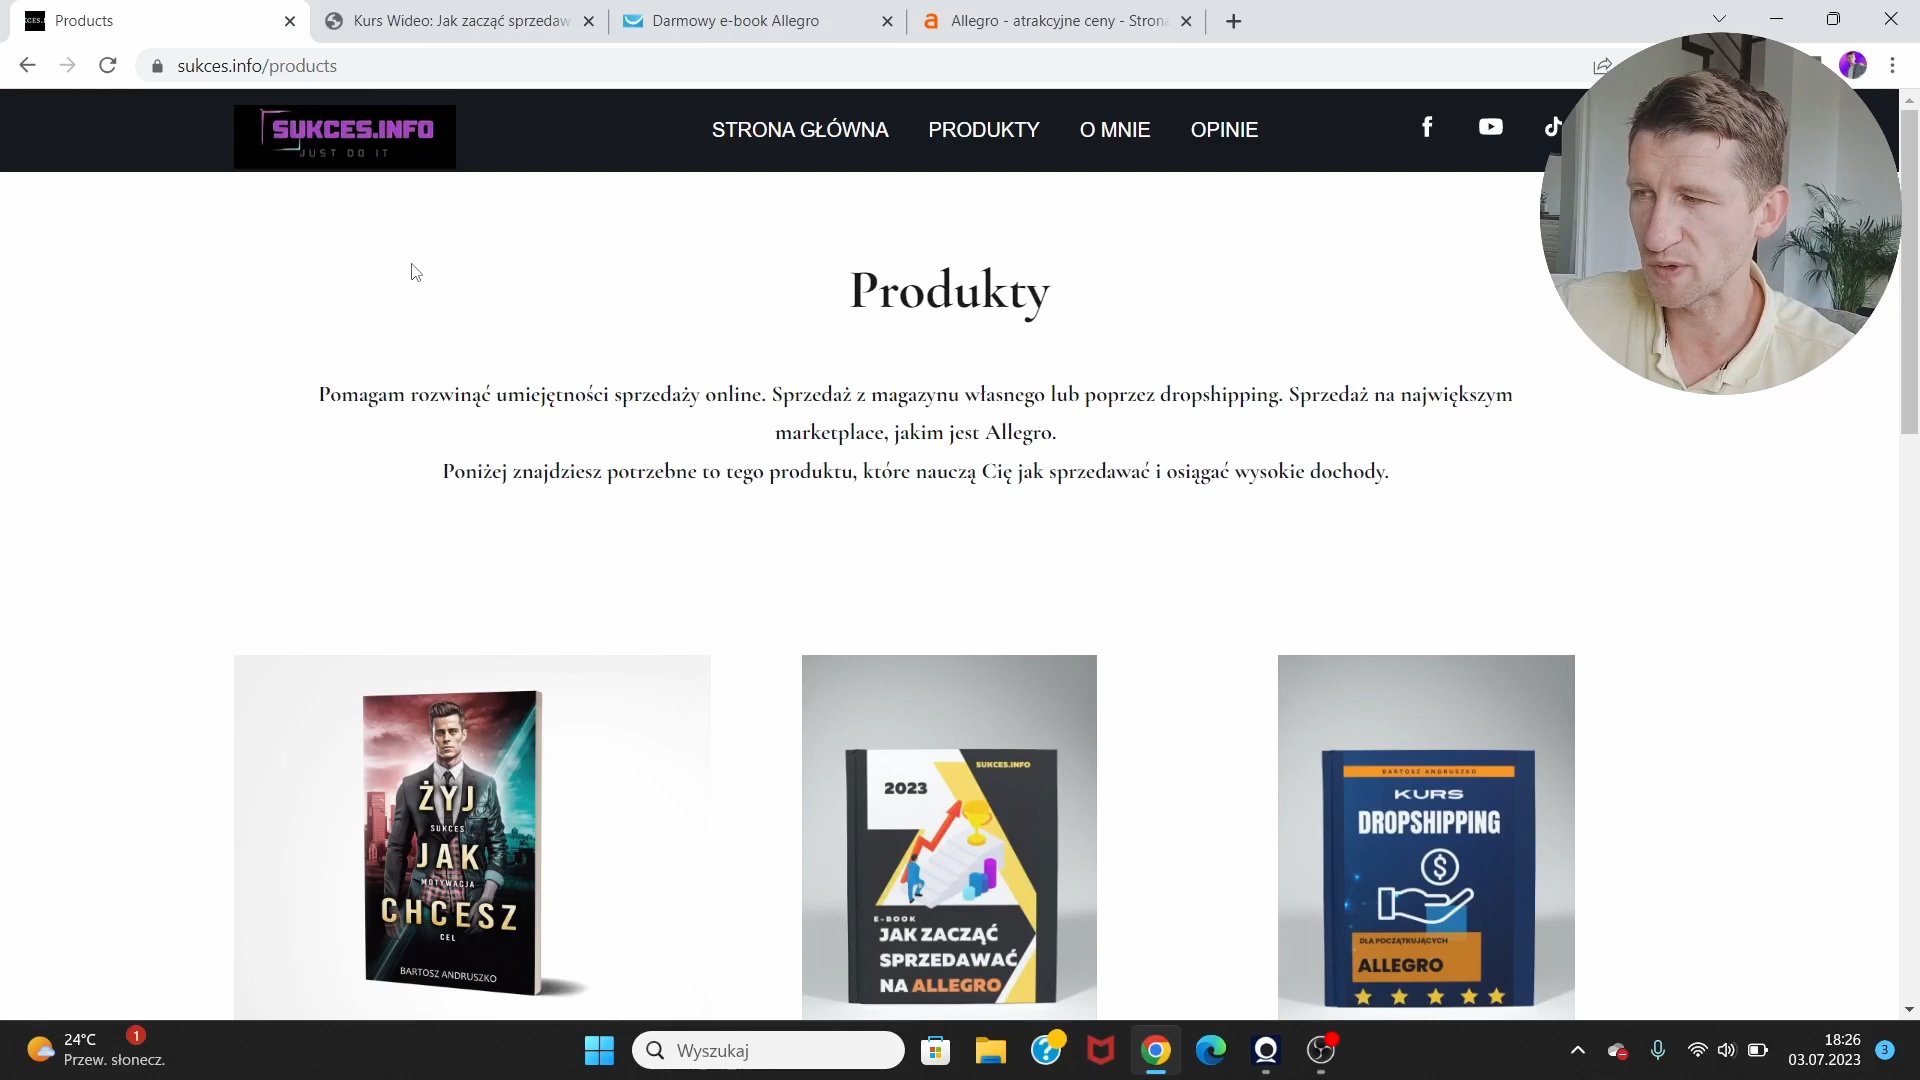 Products
Kurs Wideo: Jak zacząć sprzedaw
Darmowy e-book Allegro
Allegro - atrakcyjne ceny - Strona
sukces.info/products
SUKCES.INFO
JUST DO IT
STRONA GŁÓWNA
PRODUKTY
O MNIE
OPINIE
Produkty
Pomagam rozwinąć umiejętności sprzedaży online. Sprzedaż z magazynu własnego lub poprzez dropshipping. Sprzedaż na największym
marketplace, jakim jest Allegro.
Poniżej znajdziesz potrzebne to tego produktu, które nauczą Cię jak sprzedawać i osiągać wysokie dochody.
ŻYJ
SUKCES
JAK
MOTYWACJA
CHCESZ
CEL
BARTOSZ ANDRUSZKO
SUKCES.INFO
2023
E-BOOK
JAK ZACZĄĆ
SPRZEDAWAĆ
NA ALLEGRO
BARTOSZ ANDRUSZKO
KURS
DROPSHIPPING
DLA POCZĄTKUJĄCYCH
ALLEGRO
24°C
1
Przew. słonecz.
Wyszukaj
18:26
03.07.2023
3